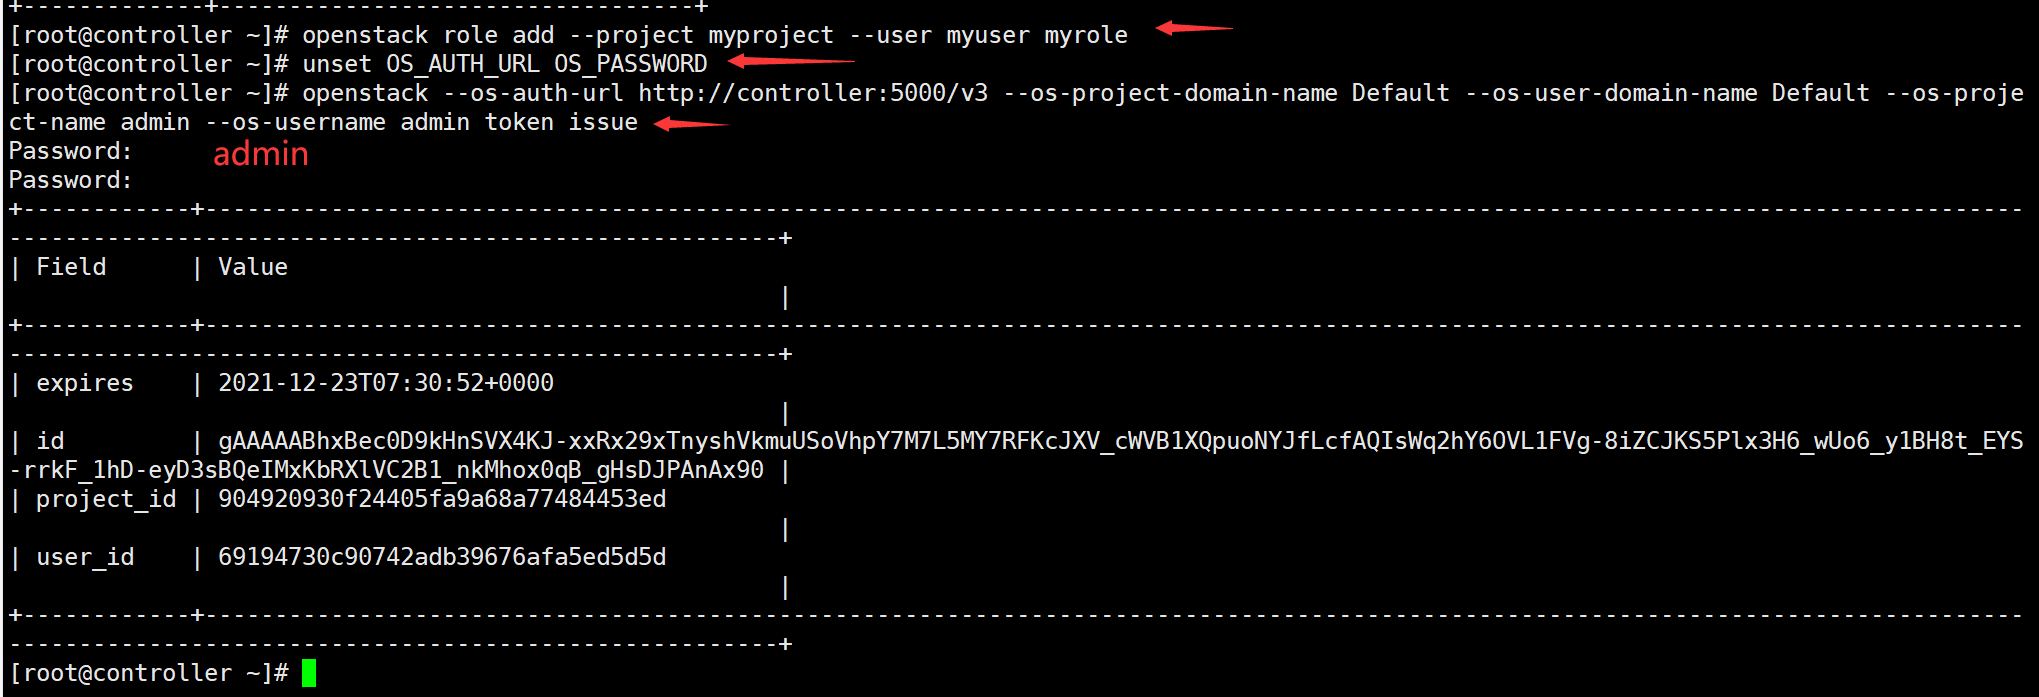 +-------------+----------------------------------+
[root@controller ~]# openstack role add --project myproject --user myuser myrole
[root@controller ~]# unset OS_AUTH_URL OS_PASSWORD
[root@controller ~]# openstack --os-auth-url http://controller:5000/v3 --os-project-domain-name Default --os-user-domain-name Default --os-proje
ct-name admin --os-username admin token issue
Password:
admin
Password:
+------------+----------------------------------------------------------------------------------------------------------------------------------
-------------------------------------------------------+
| Field      | Value
|
+------------+----------------------------------------------------------------------------------------------------------------------------------
-------------------------------------------------------+
| expires    | 2021-12-23T07:30:52+0000
|
| id         | gAAAAABhxBec0D9kHnSVX4KJ-xxRx29xTnyshVkmuUSoVhpY7M7L5MY7RFKcJXV_cWVB1XQpuoNYJfLcfAQIsWq2hY6OVL1FVg-8iZCJKS5Plx3H6_wUo6_y1BH8t_EYS
-rrkF_1hD-eyD3sBQeIMxKbRXlVC2B1_nkMhox0qB_gHsDJPAnAx90 |
| project_id | 904920930f24405fa9a68a77484453ed
|
| user_id    | 69194730c90742adb39676afa5ed5d5d
|
+------------+----------------------------------------------------------------------------------------------------------------------------------
-------------------------------------------------------+
[root@controller ~]#